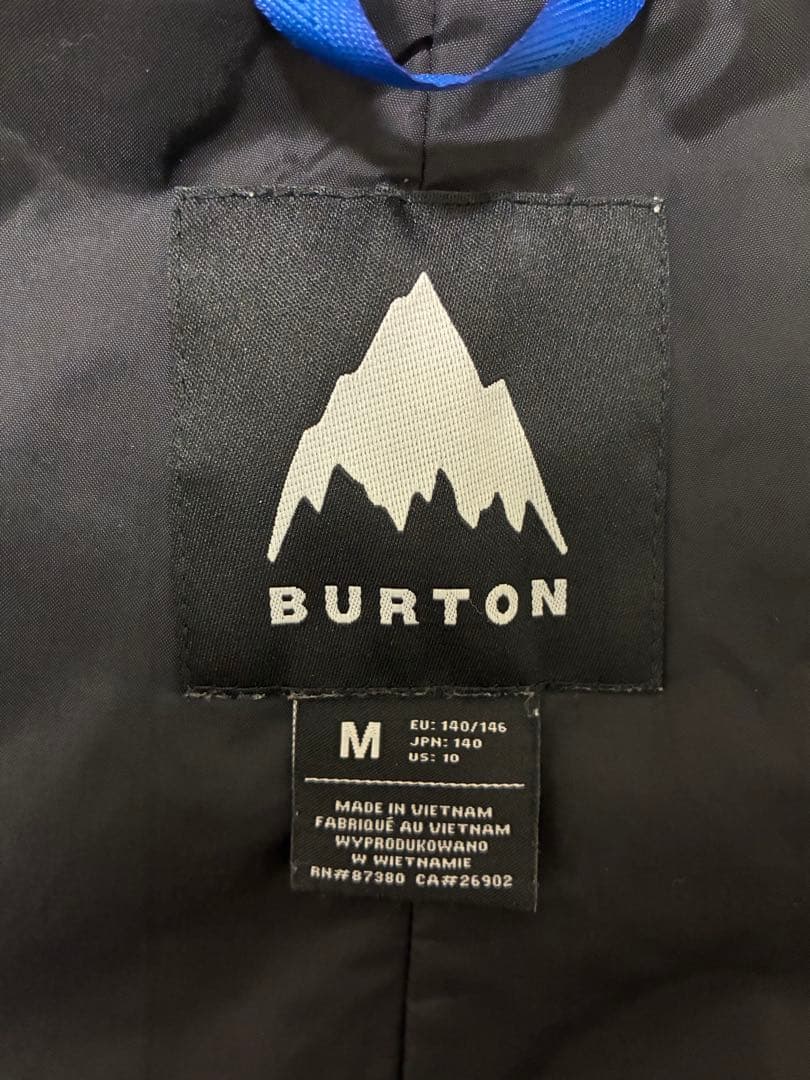 BURTON
M
EU: 140/146
JPN: 140
US: 10
MADE IN VIETNAM
FABRIQUÉ AU VIETNAM
WYPRODUKOWANO
W WIETNAMIE
RN#87380 CA#26902